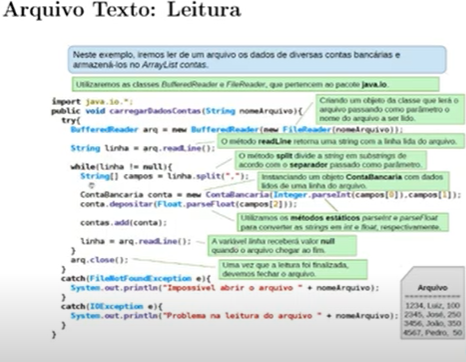 Arquivo Texto: Leitura
Neste exemplo, iremos ler de um arquivo os dados de diversas contas bancárias e
armazená-los no ArrayList contas.
Utilizaremos as classes BufferedReader e FileReader, que pertencem ao pacote java.io.
import java.io.*;
Criando um objeto da classe que lerá o
arquivo passando como parâmetro o
nome do arquivo a ser lido.
public void carregarDadosContas(String nomeArquivo){
try{
BufferedReader arq = new BufferedReader(new FileReader(nomeArquivo));
O método readLine retorna uma string com a linha lida do arquivo.
String linha = arq.readLine();
O método split divide a string em substrings de
acordo com o separador passado como parâmetro.
while(linha != null){
String[] campos = linha.split(",");
Instanciando um objeto ContaBancaria com dados
lidos de uma linha do arquivo.
ContaBancaria conta = new ContaBancaria(Integer.parseInt(campos[0]),campos[1]);
conta.depositar(Float.parseFloat(campos[2]));
Utilizamos os métodos estáticos parseInt e parseFloat
para converter as strings em int e float, respectivamente.
contas.add(conta);
linha = arq.readLine();
A variável linha receberá valor null
quando o arquivo chegar ao fim.
}
arq.close();
Uma vez que a leitura foi finalizada,
devemos fechar o arquivo.
}
catch(FileNotFoundException e){
System.out.println("Impossível abrir o arquivo " + nomeArquivo);
}
catch(IOException e){
System.out.println("Problema na leitura do arquivo " + nomeArquivo);
}
}
Arquivo
1234, Luiz, 100
2345, José, 250
3456, João, 350
4567, Pedro, 50